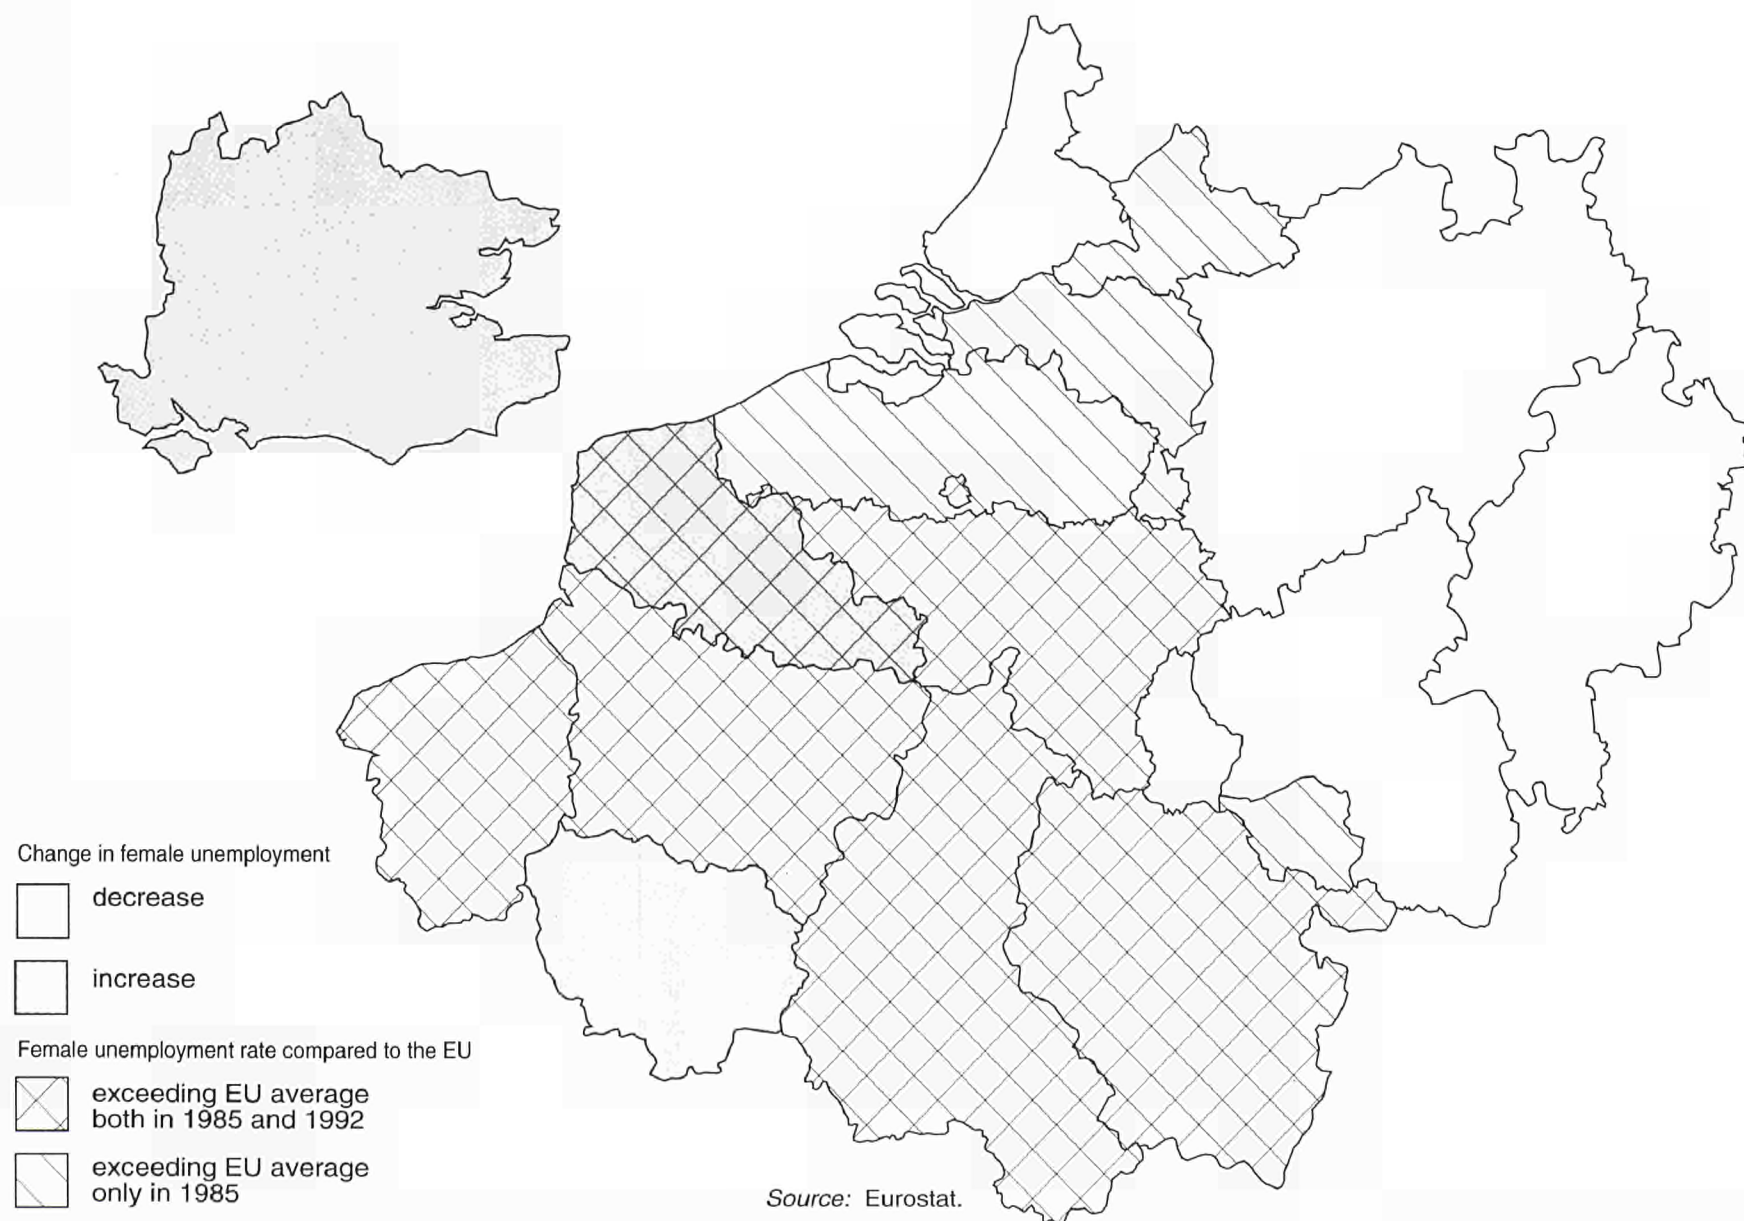 Change in female unemployment
decrease
increase
Female unemployment rate compared to the EU
exceeding EU average
both in 1985 and 1992
exceeding EU average
only in 1985
Source: Eurostat.